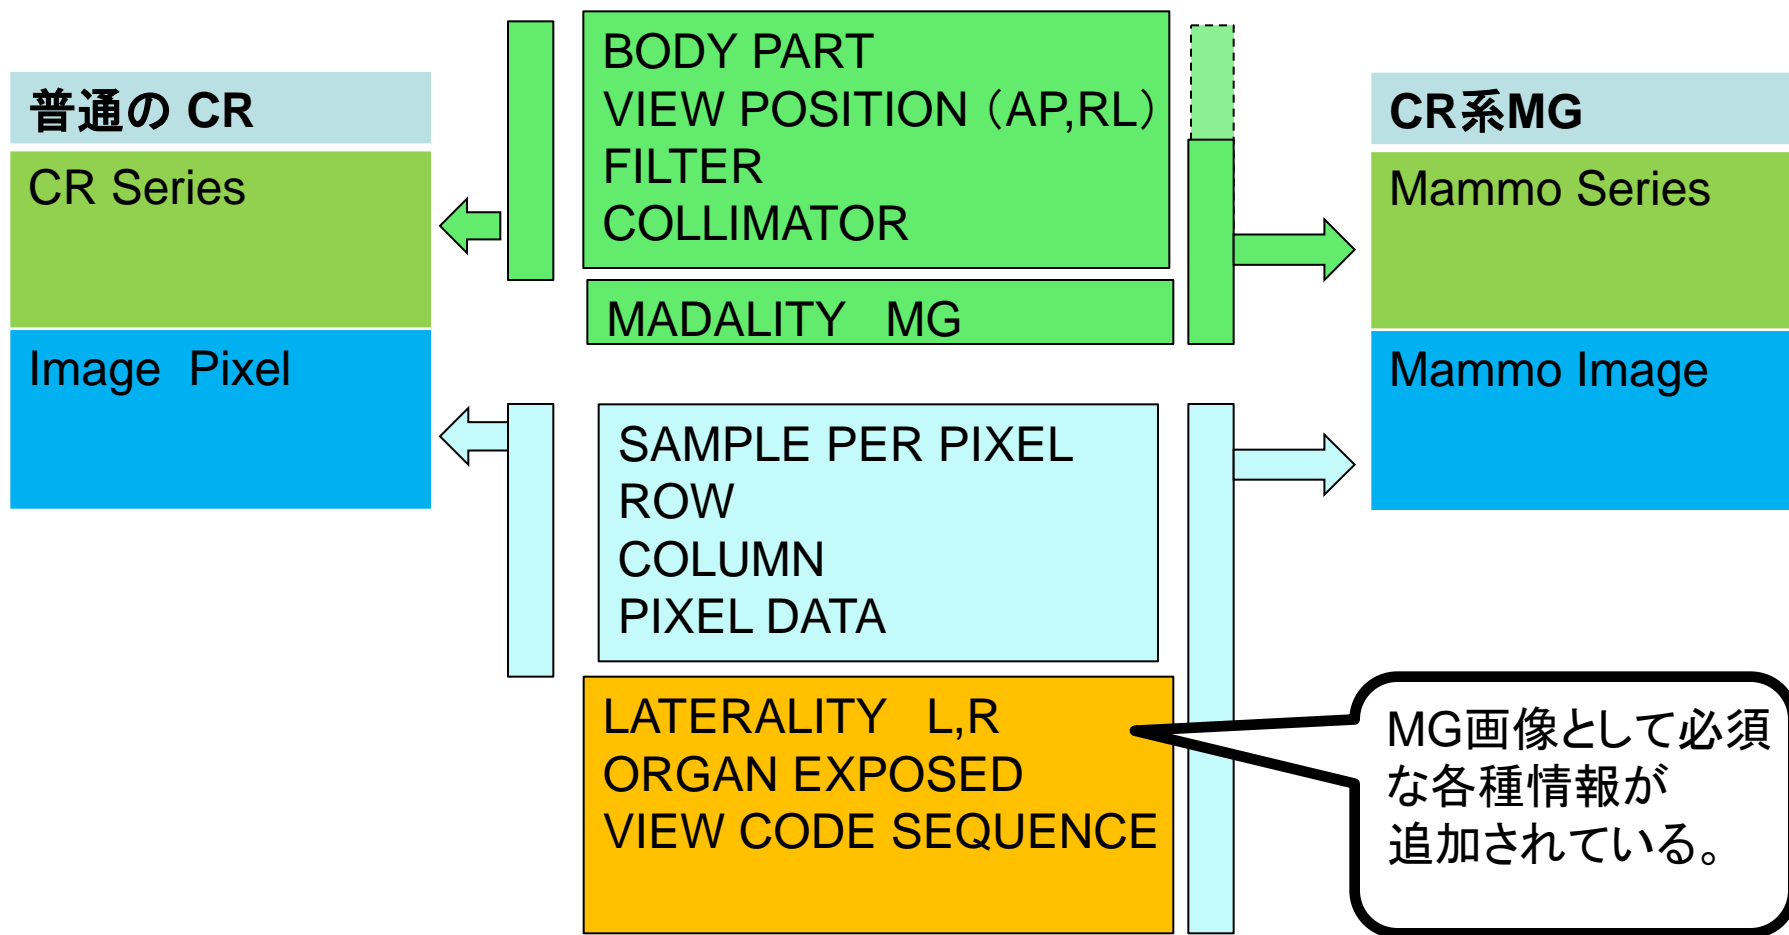 普通の CR
CR Series
Image Pixel
BODY PART
VIEW POSITION（AP,RL）
FILTER
COLLIMATOR
MADALITY MG
SAMPLE PER PIXEL
ROW
COLUMN
PIXEL DATA
LATERALITY L,R
ORGAN EXPOSED
VIEW CODE SEQUENCE
CR系MG
Mammo Series
Mammo Image
MG画像として必須
な各種情報が
追加されている。